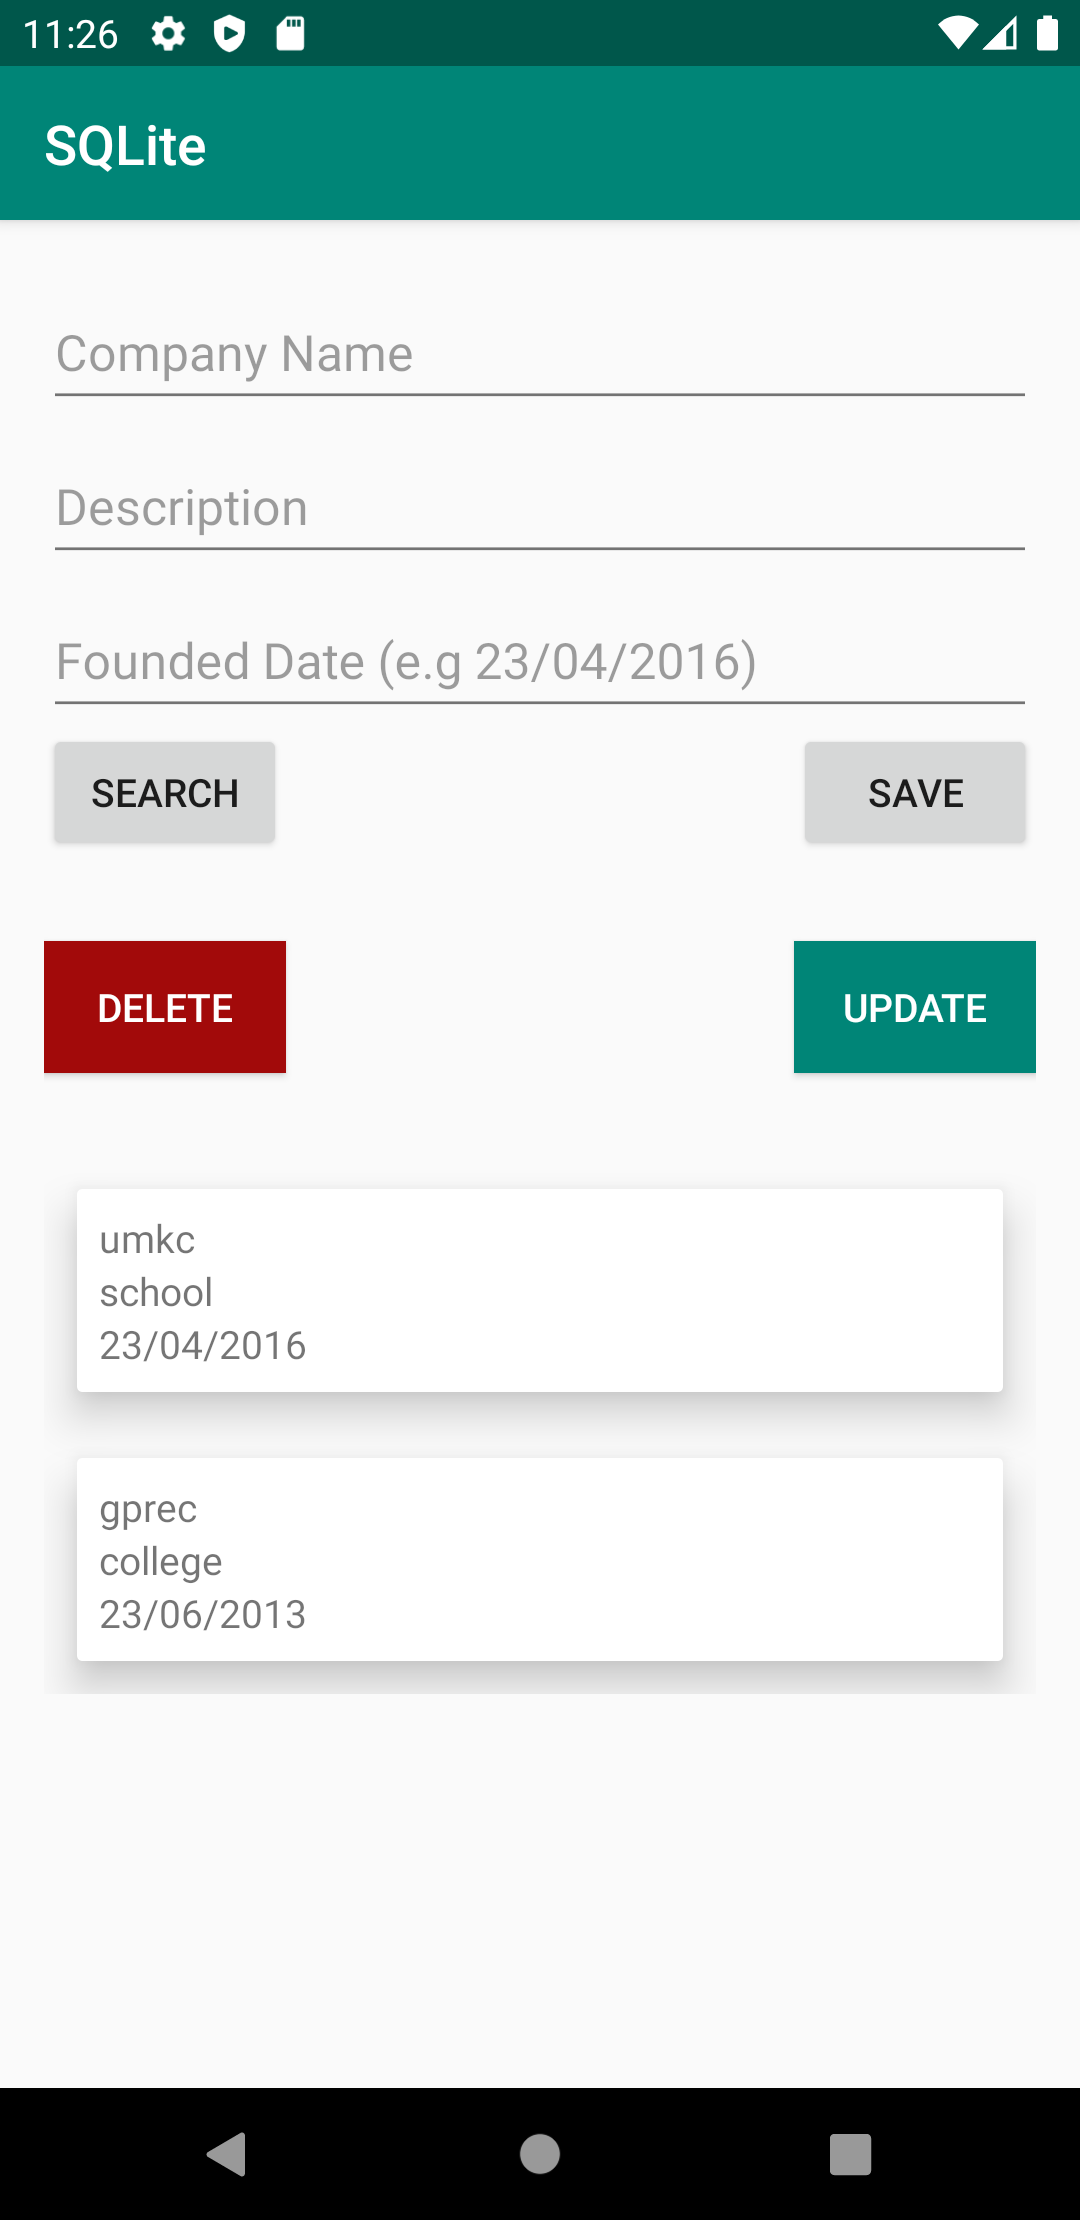 11:26
SQLite
Company Name
Description
Founded Date (e.g 23/04/2016)
SEARCH
SAVE
DELETE
UPDATE
umkc
school
23/04/2016
gprec
college
23/06/2013